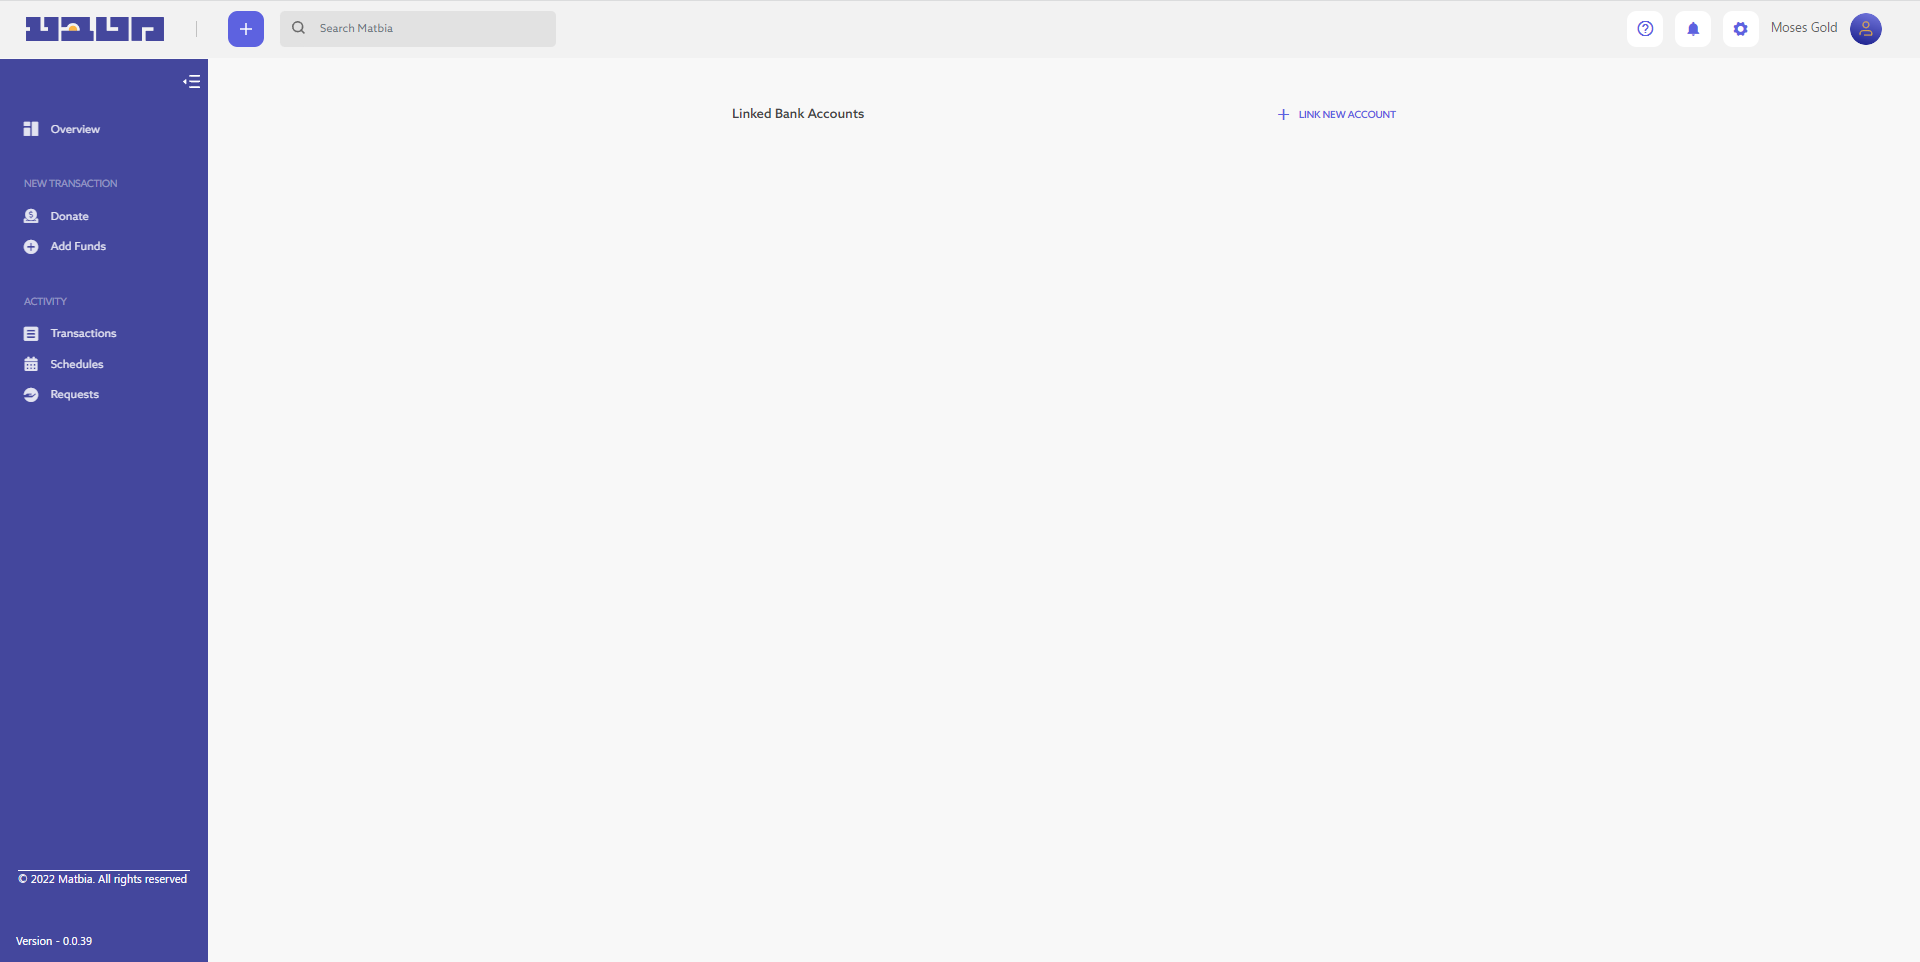 מטביע
Search Matbia
Moses Gold
Overview
NEW TRANSACTION
Donate
Add Funds
ACTIVITY
Transactions
Schedules
Requests
© 2022 Matbia. All rights reserved
Version - 0.0.39
Linked Bank Accounts
LINK NEW ACCOUNT